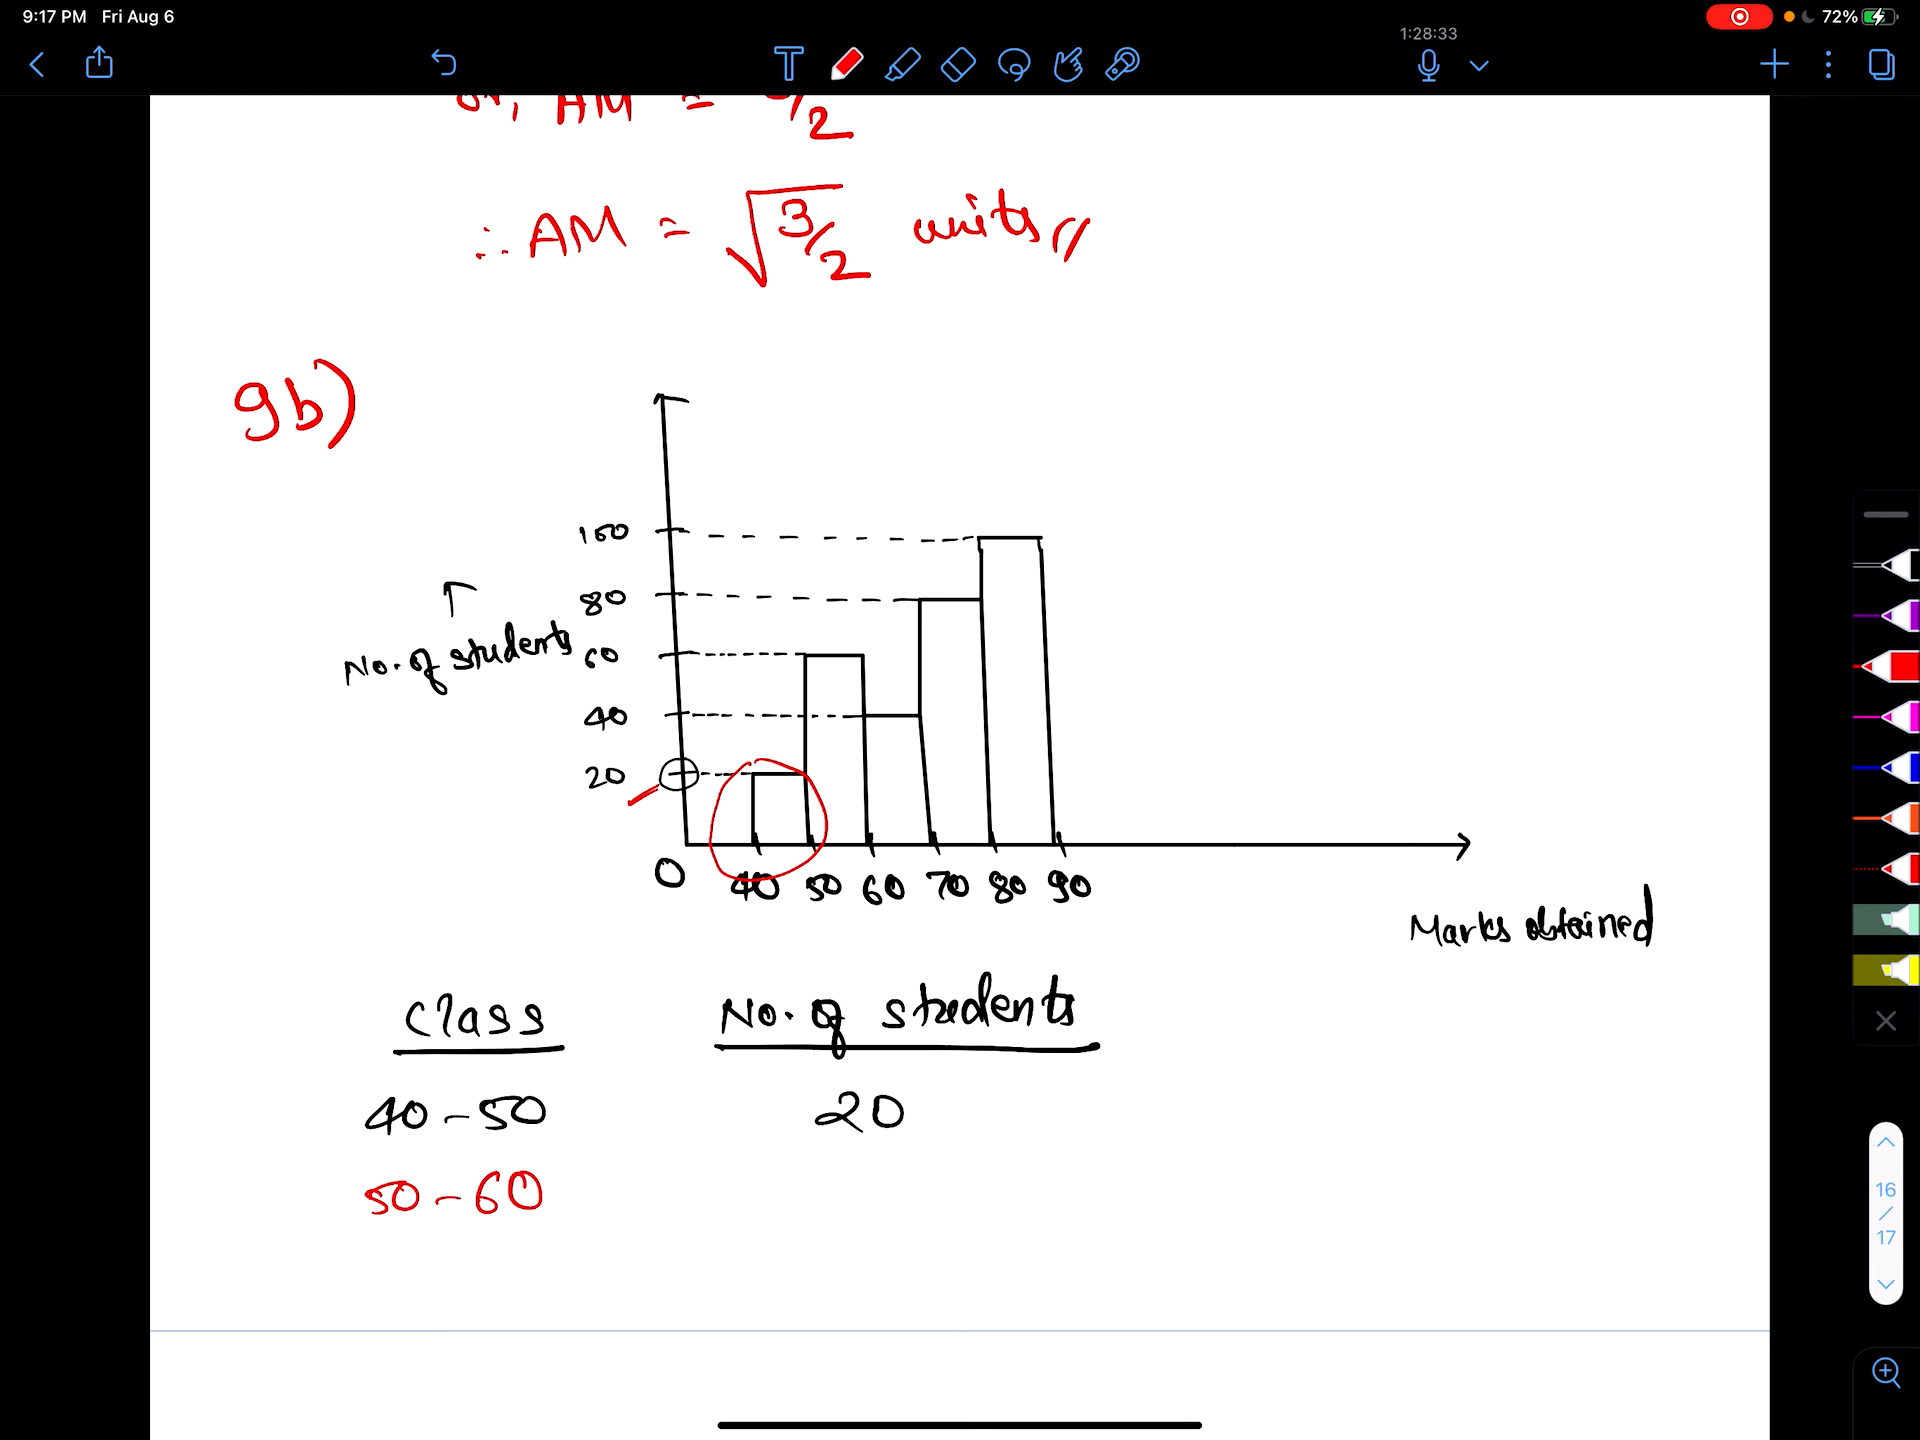 9:17 PM Fri Aug 6
72%
1:28:33
T
∴ AM = √3/2 units //
9b)
100
80
No. of students
60
40
20
0 40 50 60 70 80 90
Marks obtained
Class No. of students
40 - 50 20
50 - 60
16
/
17